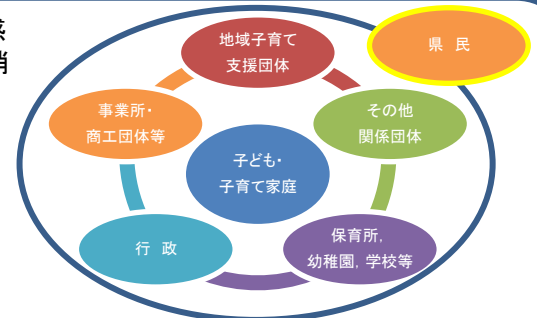 地域子育て
支援団体
県 民
事業所・
商工団体等
その他
関係団体
子ども・
子育て家庭
行 政
保育所,
幼稚園, 学校等